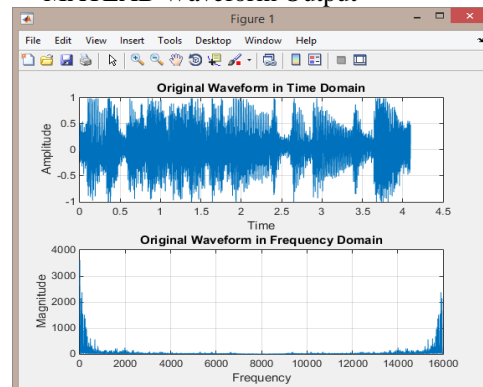 MATLAB Waveform Output
Figure 1
File Edit View Insert Tools Desktop Window Help
Original Waveform in Time Domain
1
0.5
0
-0.5
-1
Amplitude
0 0.5 1 1.5 2 2.5 3 3.5 4 4.5
Time
Original Waveform in Frequency Domain
4000
3000
2000
1000
0
Magnitude
0 2000 4000 6000 8000 10000 12000 14000 16000
Frequency